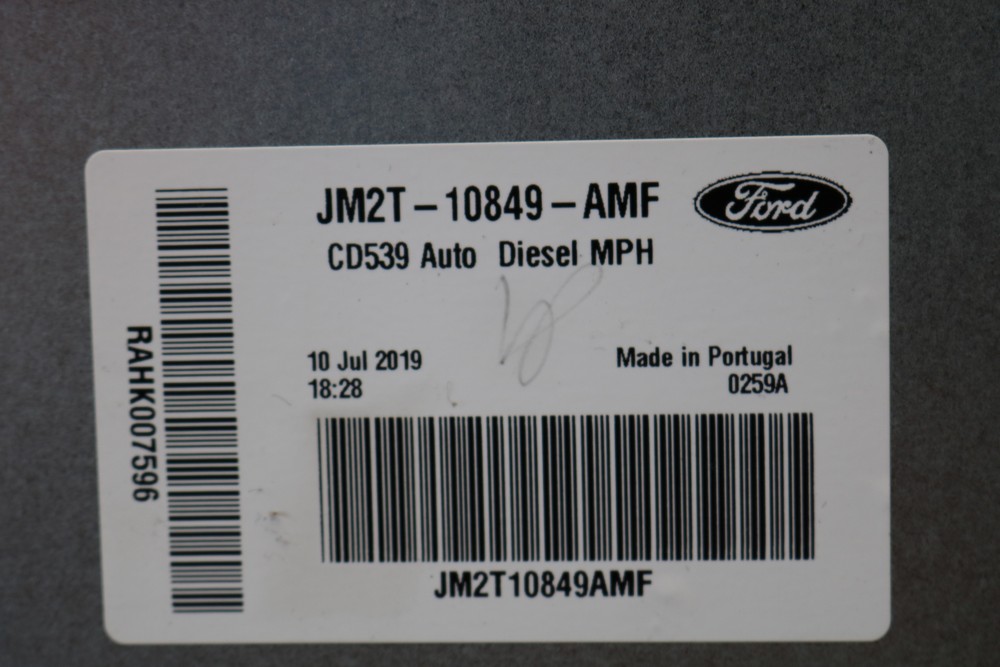 JM2T-10849-AMF
Ford
CD539 Auto Diesel MPH
10 Jul 2019
18:28
Made in Portugal
0259A
JM2T10849AMF
RAHK007596